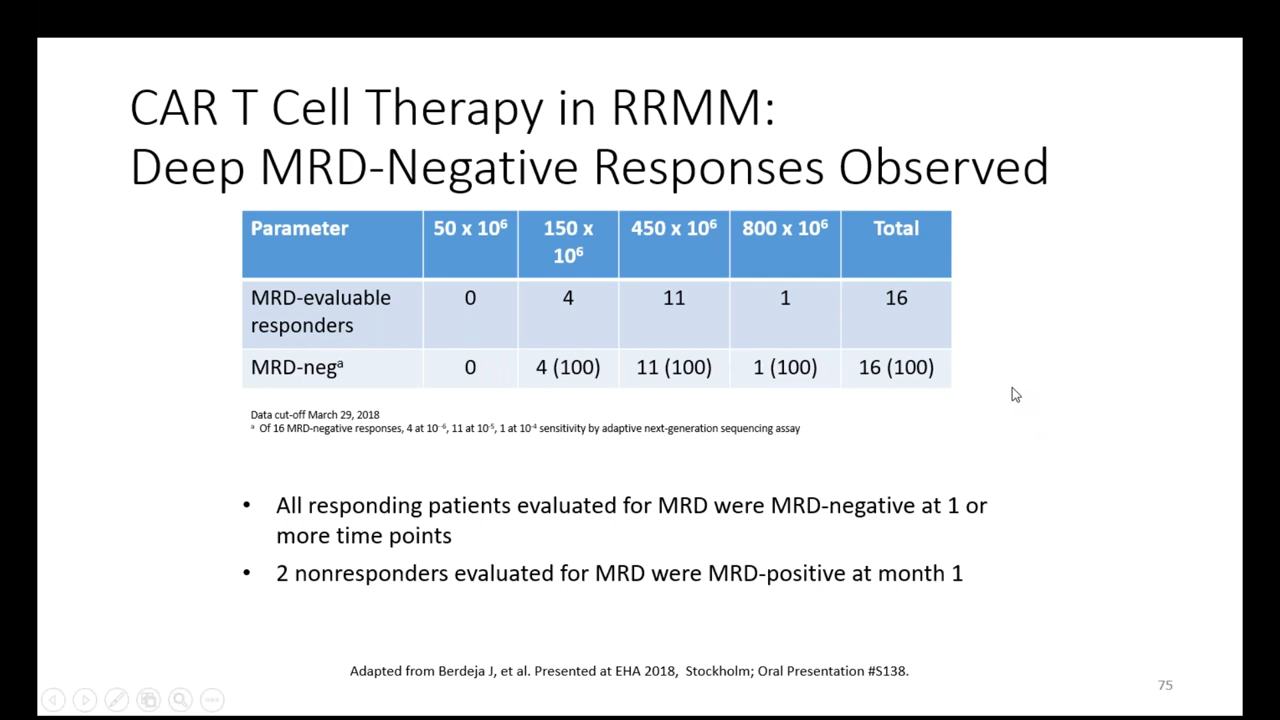 CAR T Cell Therapy in RRMM:
Deep MRD-Negative Responses Observed
Parameter 50 x 10⁶ 150 x 10⁶ 450 x 10⁶ 800 x 10⁶ Total
MRD-evaluable responders 0 4 11 1 16
MRD-negᵃ 0 4 (100) 11 (100) 1 (100) 16 (100)
Data cut-off March 29, 2018
ᵃ Of 16 MRD-negative responses, 4 at 10⁻⁶, 11 at 10⁻⁵, 1 at 10⁻⁴ sensitivity by adaptive next-generation sequencing assay
• All responding patients evaluated for MRD were MRD-negative at 1 or
more time points
• 2 nonresponders evaluated for MRD were MRD-positive at month 1
Adapted from Berdeja J, et al. Presented at EHA 2018, Stockholm; Oral Presentation #S138.
75